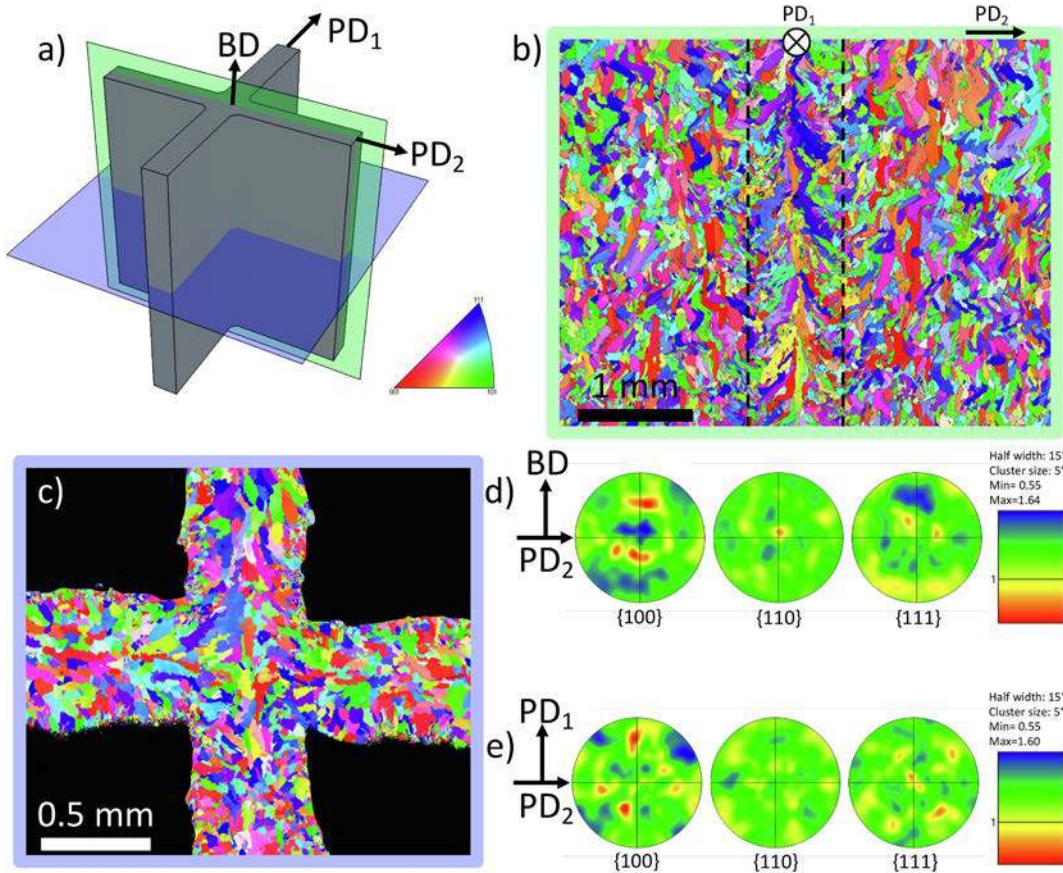 a)
BD
PD1
PD2
111
001
101
b)
PD1
PD2
1 mm
c)
0.5 mm
d)
BD
PD2
{100}
{110}
{111}
Half width: 15°
Cluster size: 5°
Min= 0.55
Max=1.64
1
e)
PD1
PD2
{100}
{110}
{111}
Half width: 15°
Cluster size: 5°
Min= 0.55
Max=1.60
1